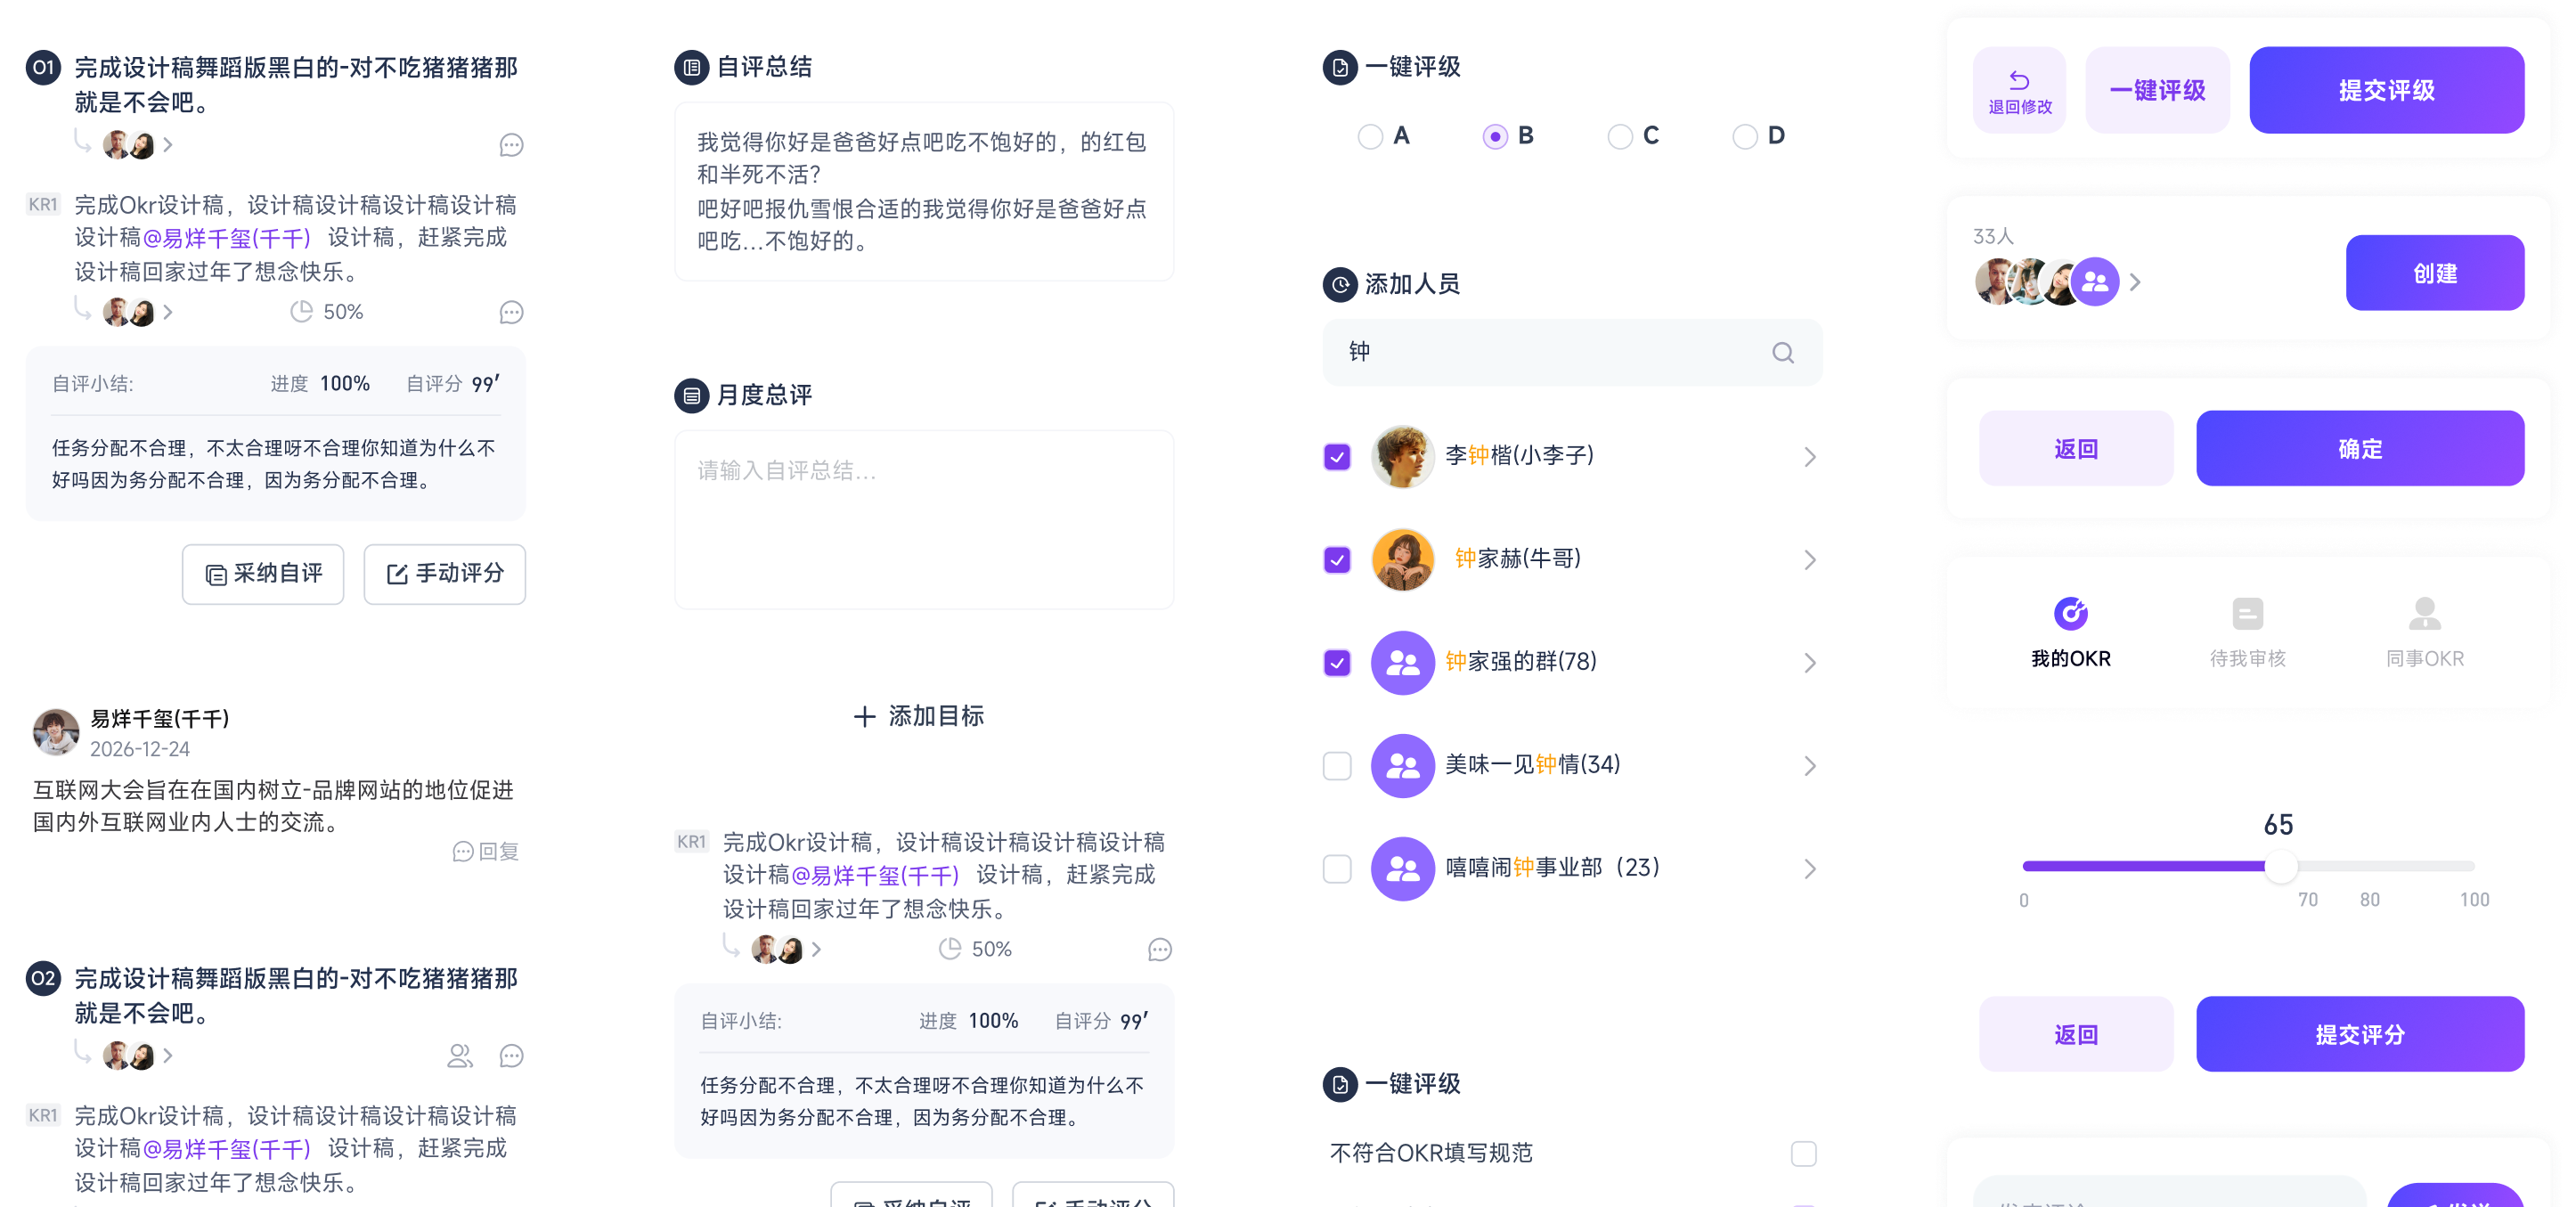 O1 完成设计稿舞蹈版黑白的-对不吃猪猪猪那
就是不会吧。
KR1 完成Okr设计稿，设计稿设计稿设计稿设计稿
设计稿@易烊千玺(千千) 设计稿，赶紧完成
设计稿回家过年了想念快乐。
50%
自评小结: 进度 100% 自评分 99′
任务分配不合理，不太合理呀不合理你知道为什么不
好吗因为务分配不合理，因为务分配不合理。
采纳自评 手动评分
易烊千玺(千千)
2026-12-24
互联网大会旨在在国内树立-品牌网站的地位促进
国内外互联网业内人士的交流。
回复
O2 完成设计稿舞蹈版黑白的-对不吃猪猪猪那
就是不会吧。
KR1 完成Okr设计稿，设计稿设计稿设计稿设计稿
设计稿@易烊千玺(千千) 设计稿，赶紧完成
设计稿回家过年了想念快乐。
自评总结
我觉得你好是爸爸好点吧吃不饱好的，的红包
和半死不活？
吧好吧报仇雪恨合适的我觉得你好是爸爸好点
吧吃...不饱好的。
月度总评
请输入自评总结...
添加目标
KR1 完成Okr设计稿，设计稿设计稿设计稿设计稿
设计稿@易烊千玺(千千) 设计稿，赶紧完成
设计稿回家过年了想念快乐。
50%
自评小结: 进度 100% 自评分 99′
任务分配不合理，不太合理呀不合理你知道为什么不
好吗因为务分配不合理，因为务分配不合理。
采纳自评 手动评分
一键评级
A B C D
添加人员
钟
李钟楷(小李子)
钟家赫(牛哥)
钟家强的群(78)
美味一见钟情(34)
嘻嘻闹钟事业部（23）
一键评级
不符合OKR填写规范
退回修改 一键评级 提交评级
33人
创建
返回 确定
我的OKR 待我审核 同事OKR
65
0 70 80 100
返回 提交评分